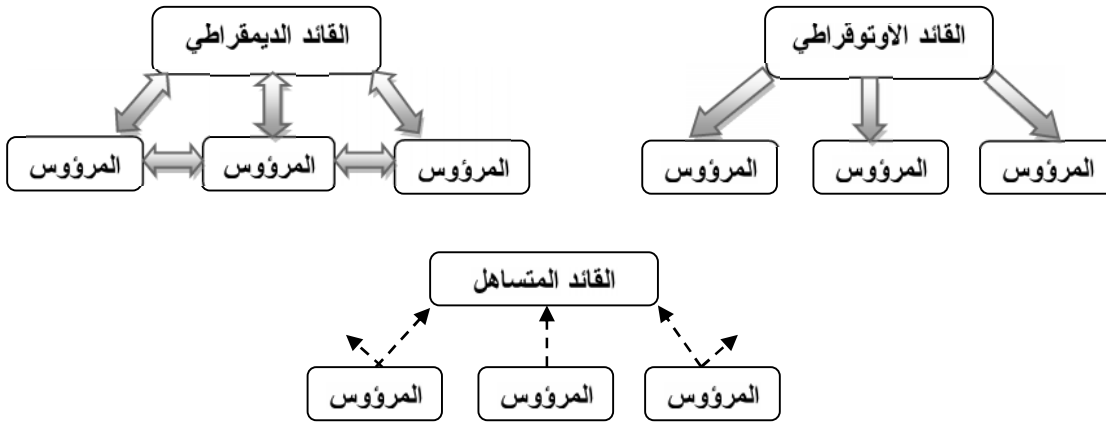 القائد الأوتوقراطي
المرؤوس
المرؤوس
المرؤوس
القائد الديمقراطي
المرؤوس
المرؤوس
المرؤوس
القائد المتساهل
المرؤوس
المرؤوس
المرؤوس